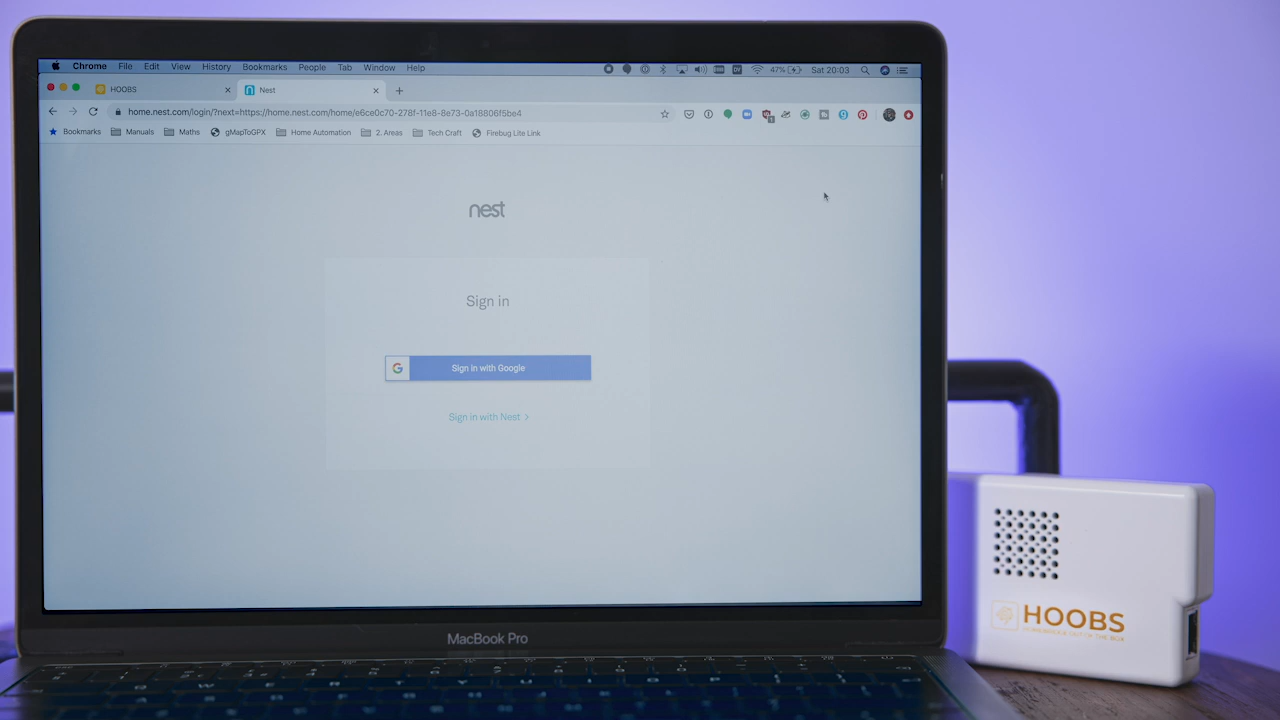 Chrome File Edit View History Bookmarks People Tab Window Help 47% Sat 20:03
HOOBS Nest
home.nest.com/login/?next=https://home.nest.com/home/e6ce0c70-278f-11e8-8e73-0a18806f5be4
Bookmarks Manuals Maths gMapToGPX Home Automation 2. Areas Tech Craft Firebug Lite Link
nest
Sign in
G Sign in with Google
Sign in with Nest >
HOOBS
MacBook Pro